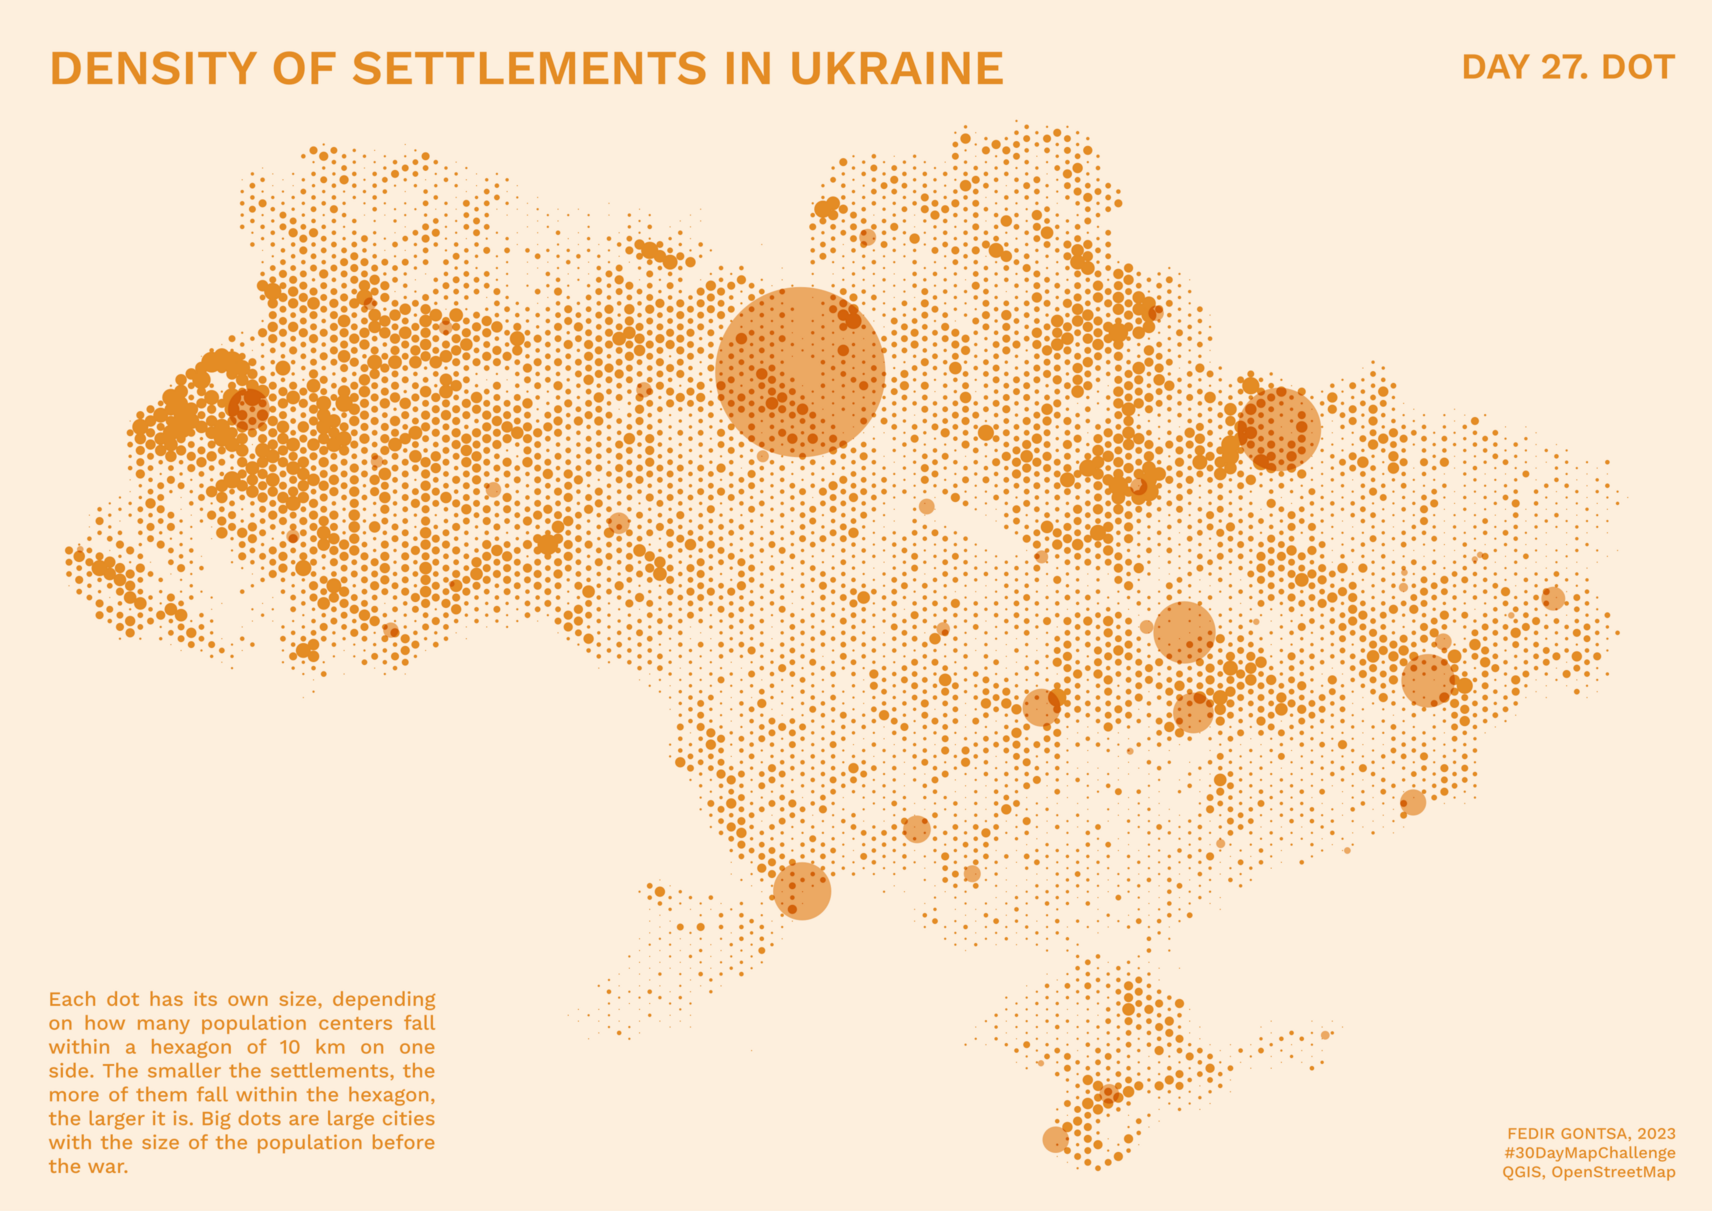 DENSITY OF SETTLEMENTS IN UKRAINE
DAY 27. DOT
Each dot has its own size, depending
on how many population centers fall
within a hexagon of 10 km on one
side. The smaller the settlements, the
more of them fall within the hexagon,
the larger it is. Big dots are large cities
with the size of the population before
the war.
FEDIR GONTSA, 2023
#30DayMapChallenge
QGIS, OpenStreetMap